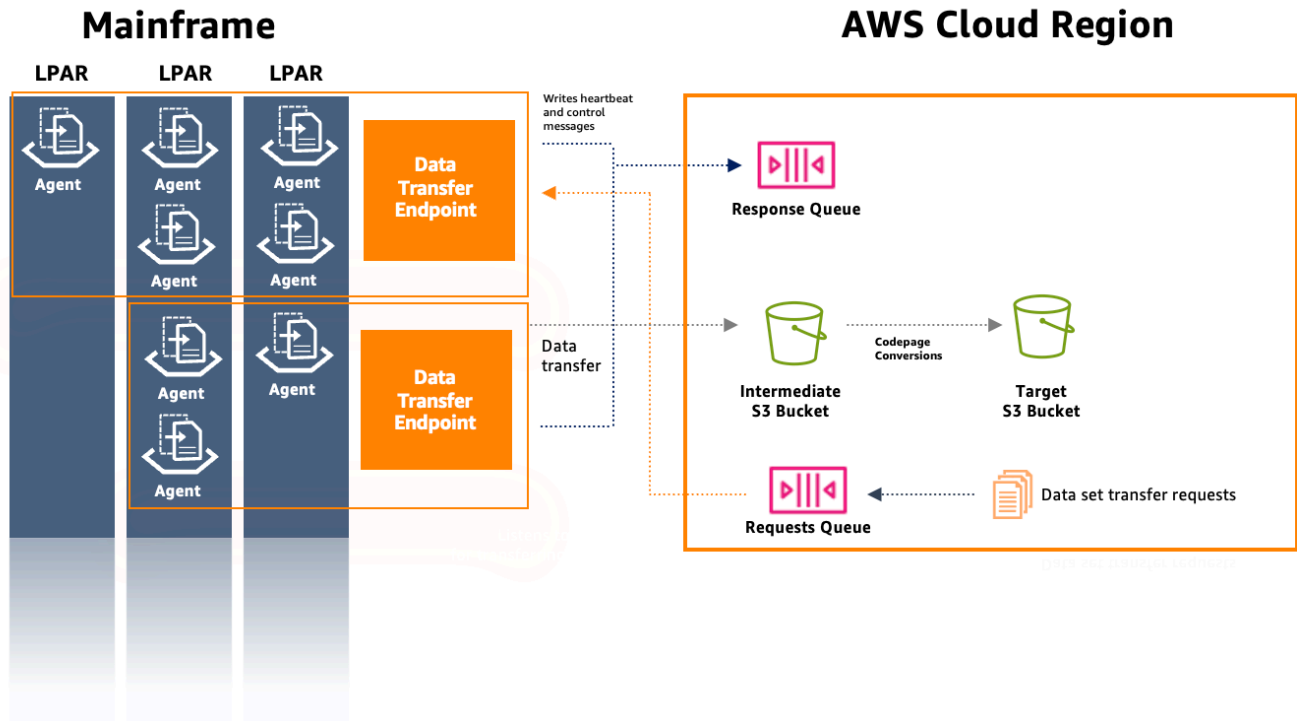 Mainframe
AWS Cloud Region
LPAR
LPAR
LPAR
Agent
Agent
Agent
Agent
Agent
Data
Transfer
Endpoint
Agent
Agent
Agent
Data
Transfer
Endpoint
Writes heartbeat
and control
messages
Data
transfer
Response Queue
Intermediate
S3 Bucket
Codepage
Conversions
Target
S3 Bucket
Requests Queue
Data set transfer requests